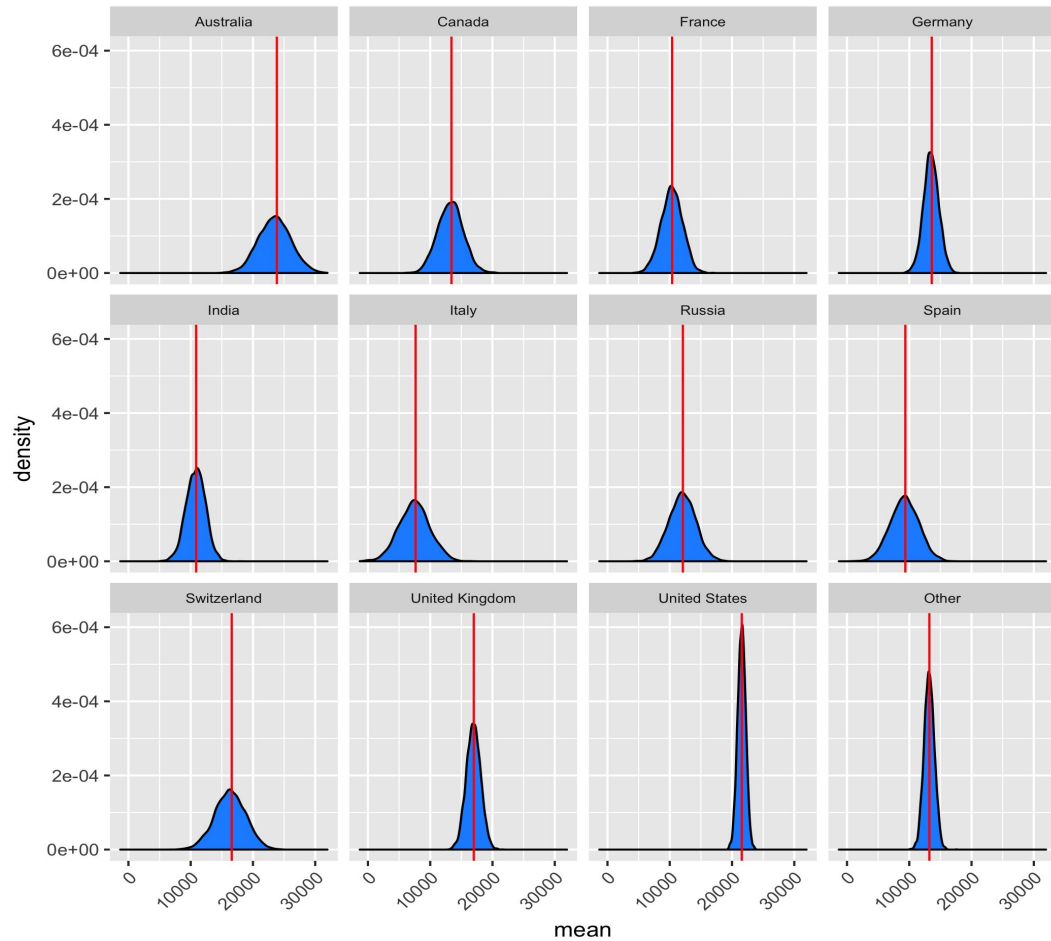 Australia Canada France Germany
6e-04
4e-04
2e-04
0e+00
India Italy Russia Spain
6e-04
4e-04
2e-04
0e+00
density
Switzerland United Kingdom United States Other
6e-04
4e-04
2e-04
0e+00
0 10000 20000 30000 0 10000 20000 30000 0 10000 20000 30000 0 10000 20000 30000
mean